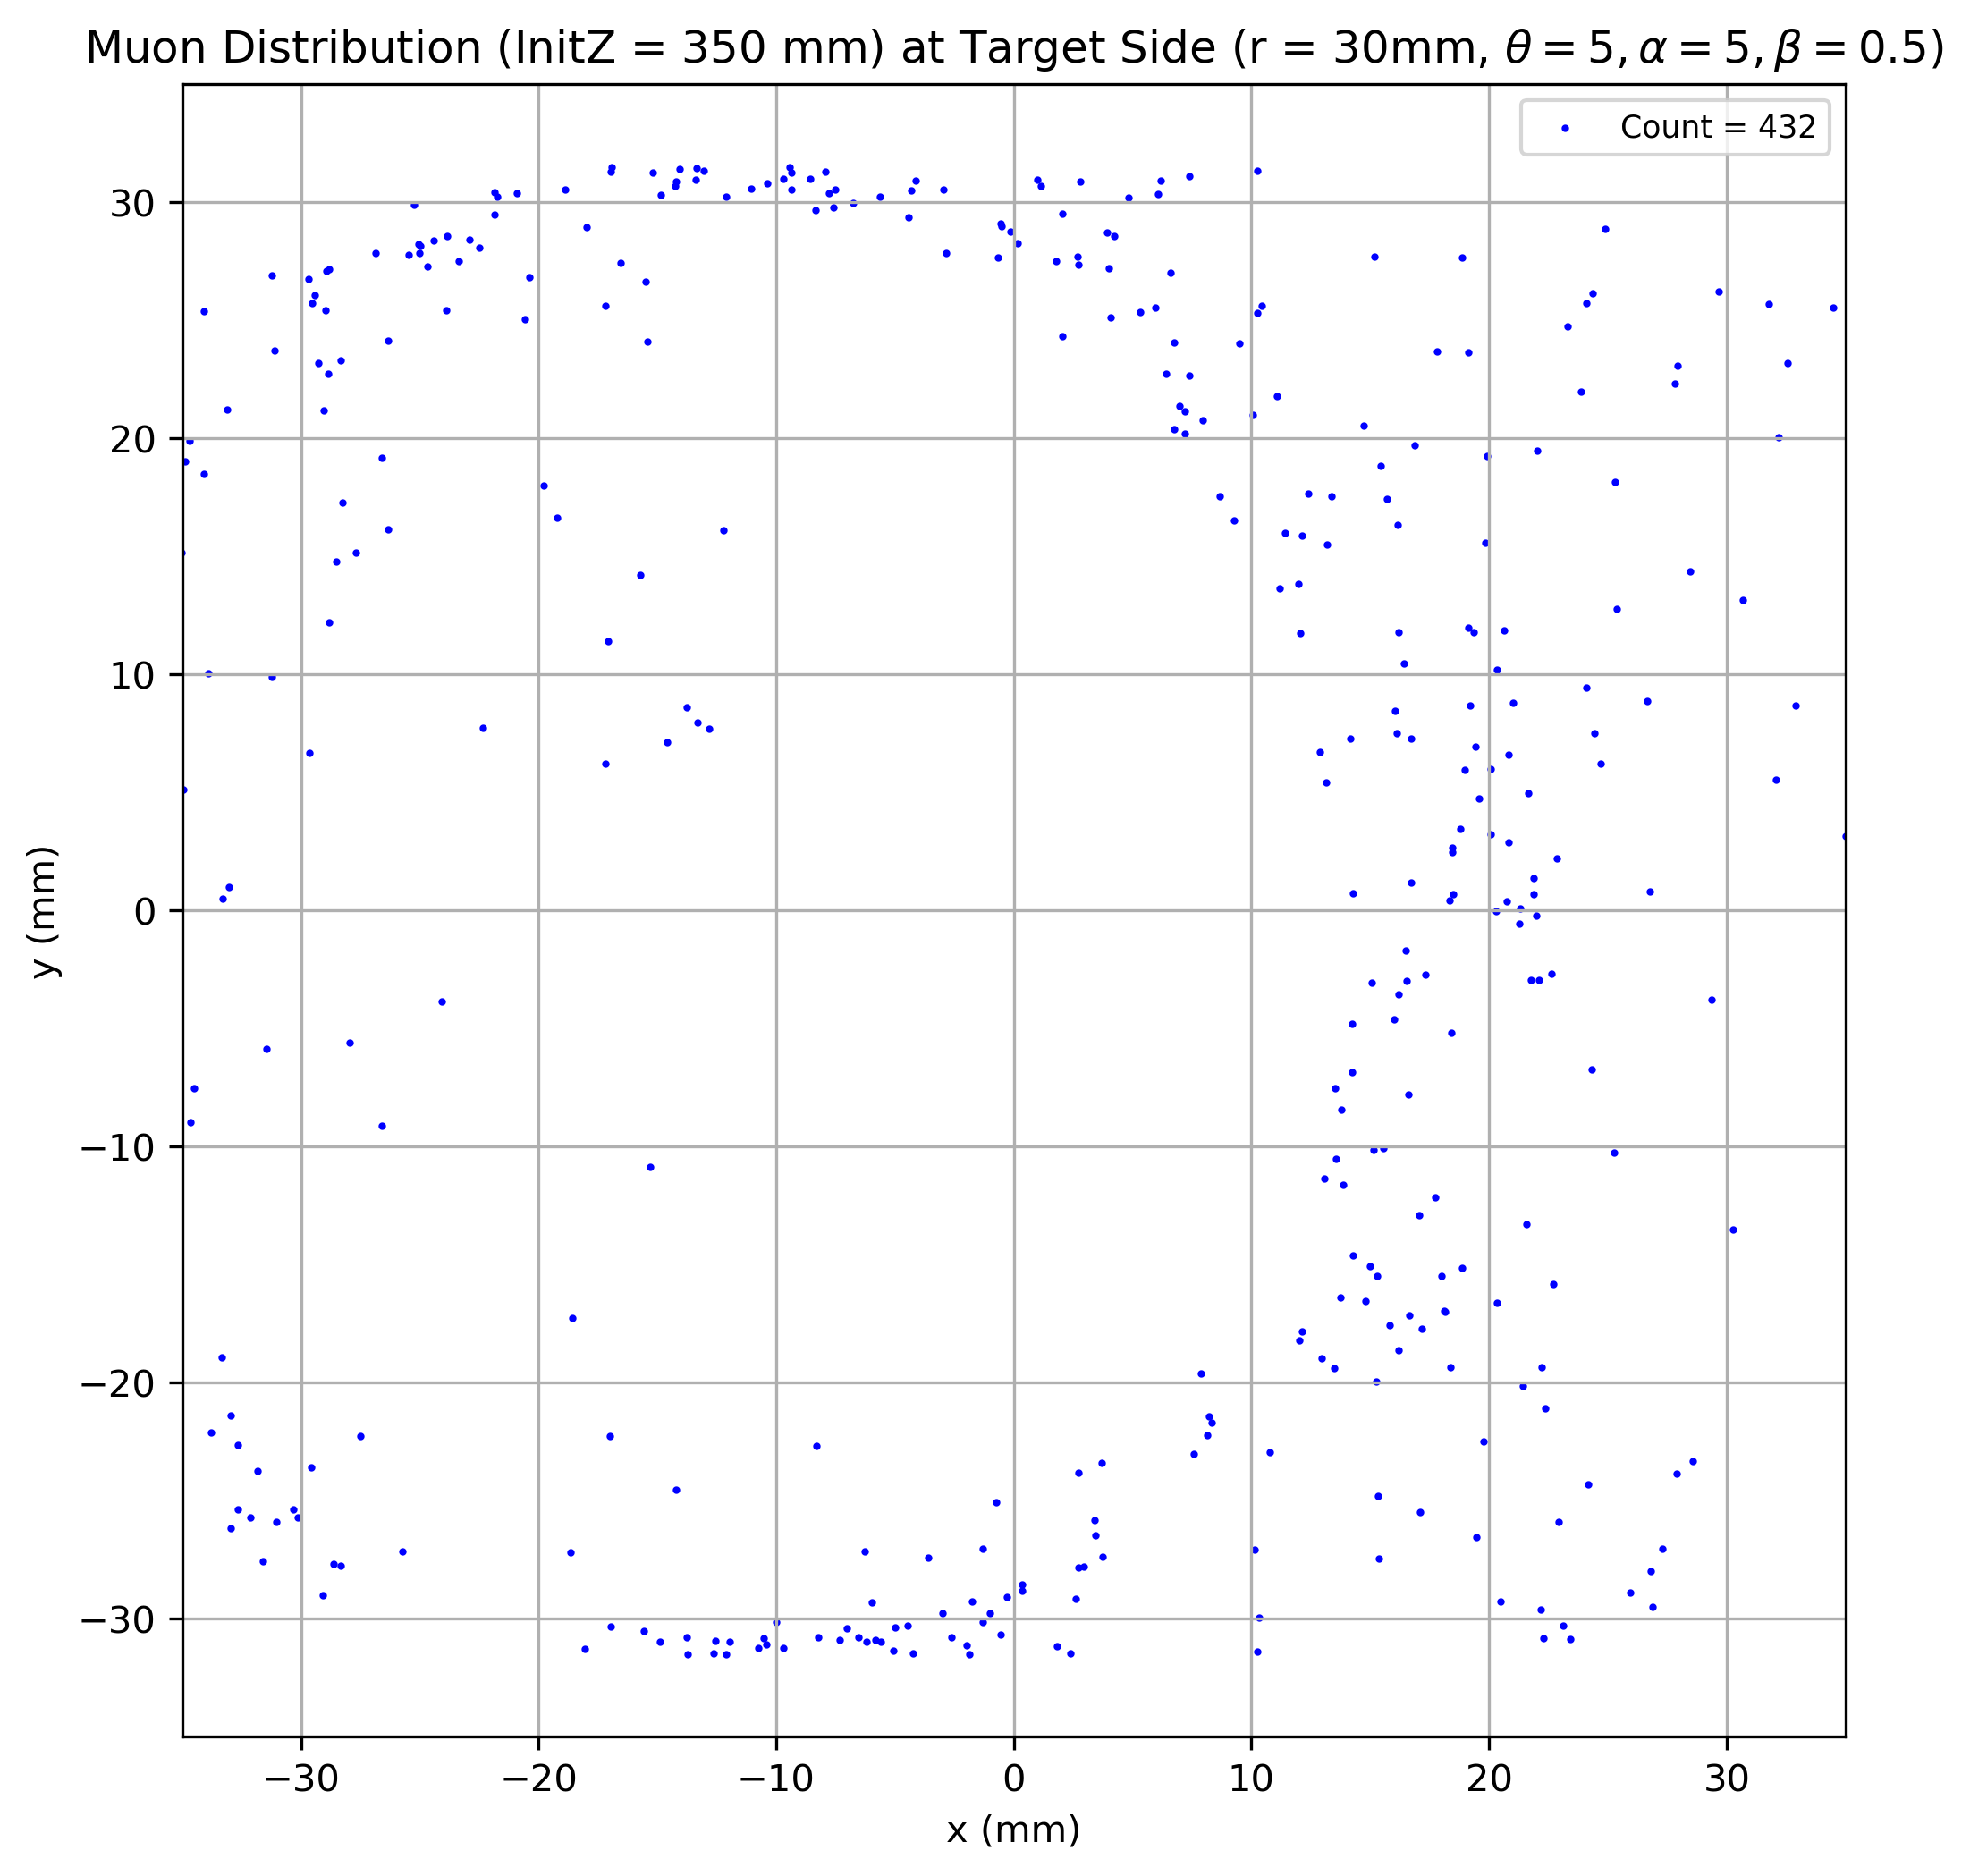 Muon Distribution (InitZ = 350 mm) at Target Side (r = 30mm, θ = 5, α = 5, β = 0.5)
Count = 432
30
20
10
0
−10
−20
−30
y (mm)
−30 −20 −10 0 10 20 30
x (mm)